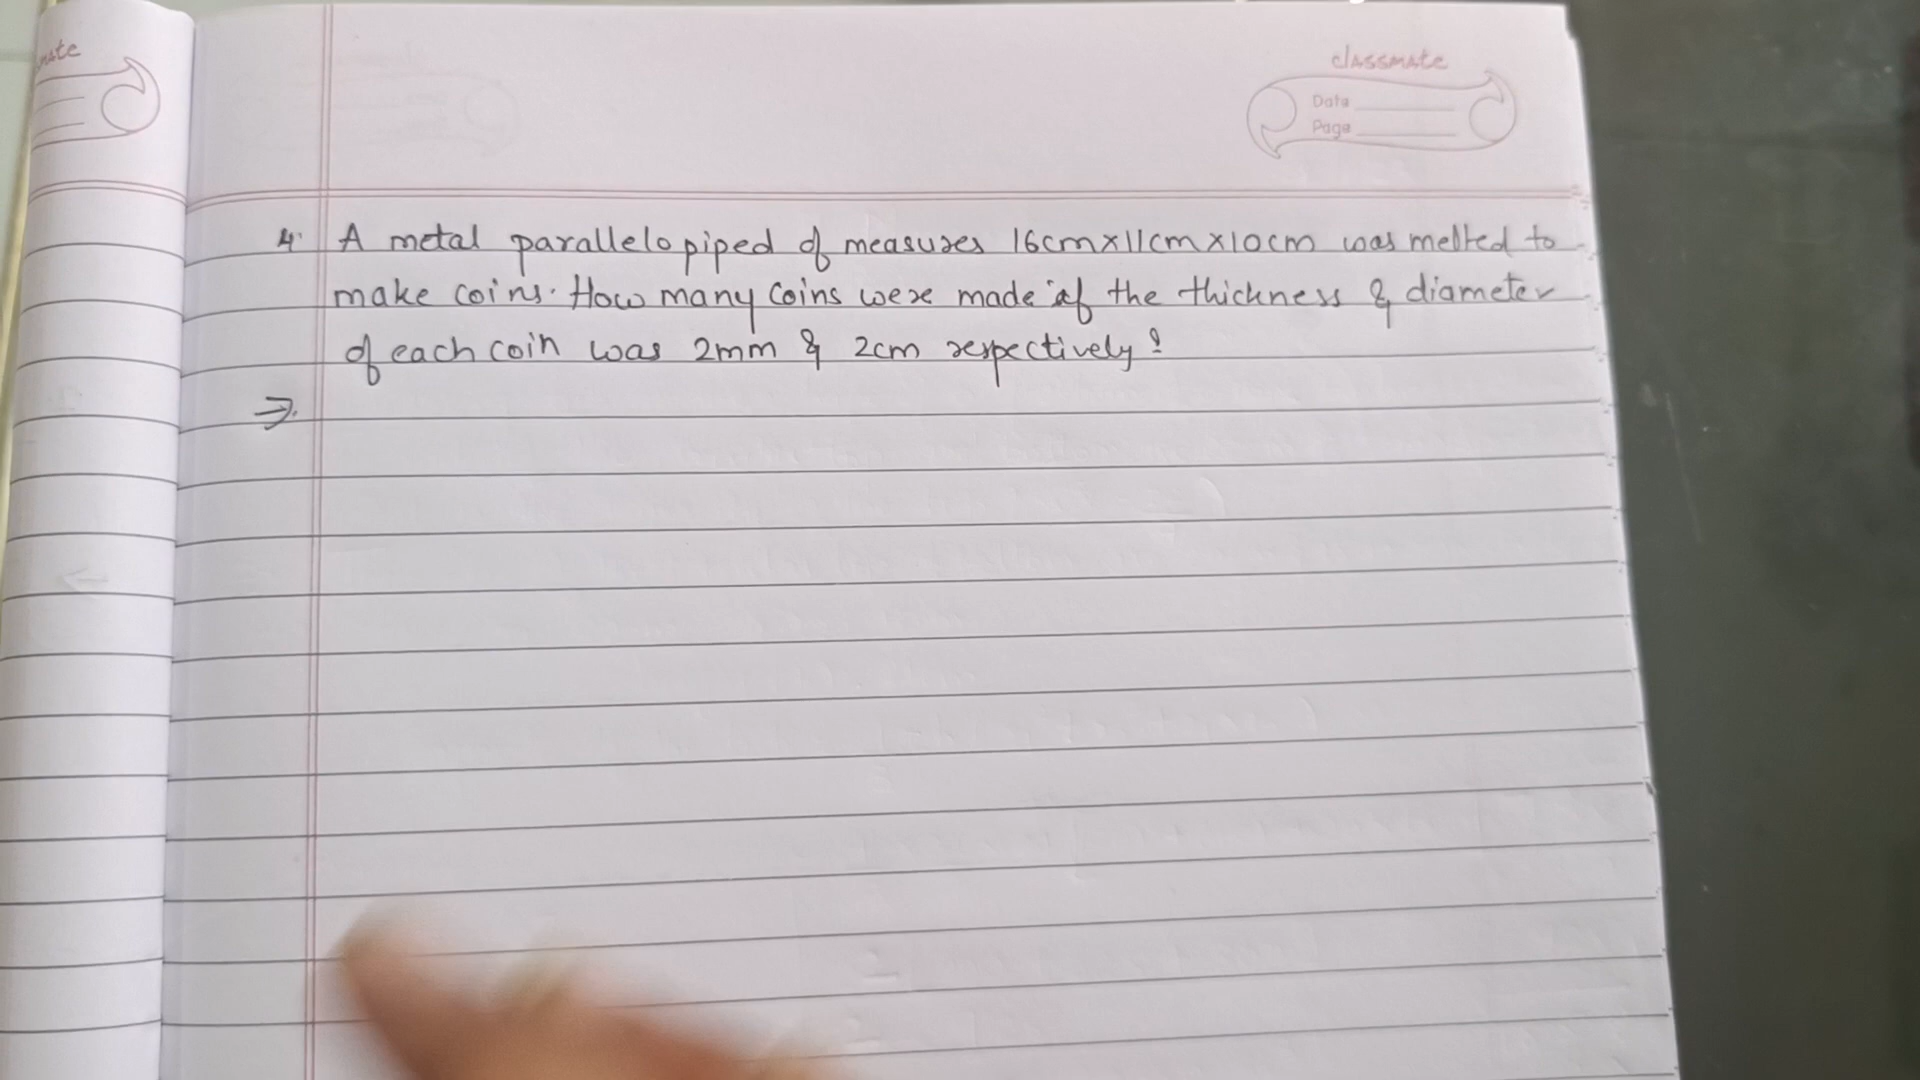 mate
classmate
Date
Page
4. A metal parallelopiped of measures 16cm×11cm×10cm was melted to
make coins. How many coins were made if the thickness & diameter
of each coin was 2mm & 2cm respectively?
⇒.